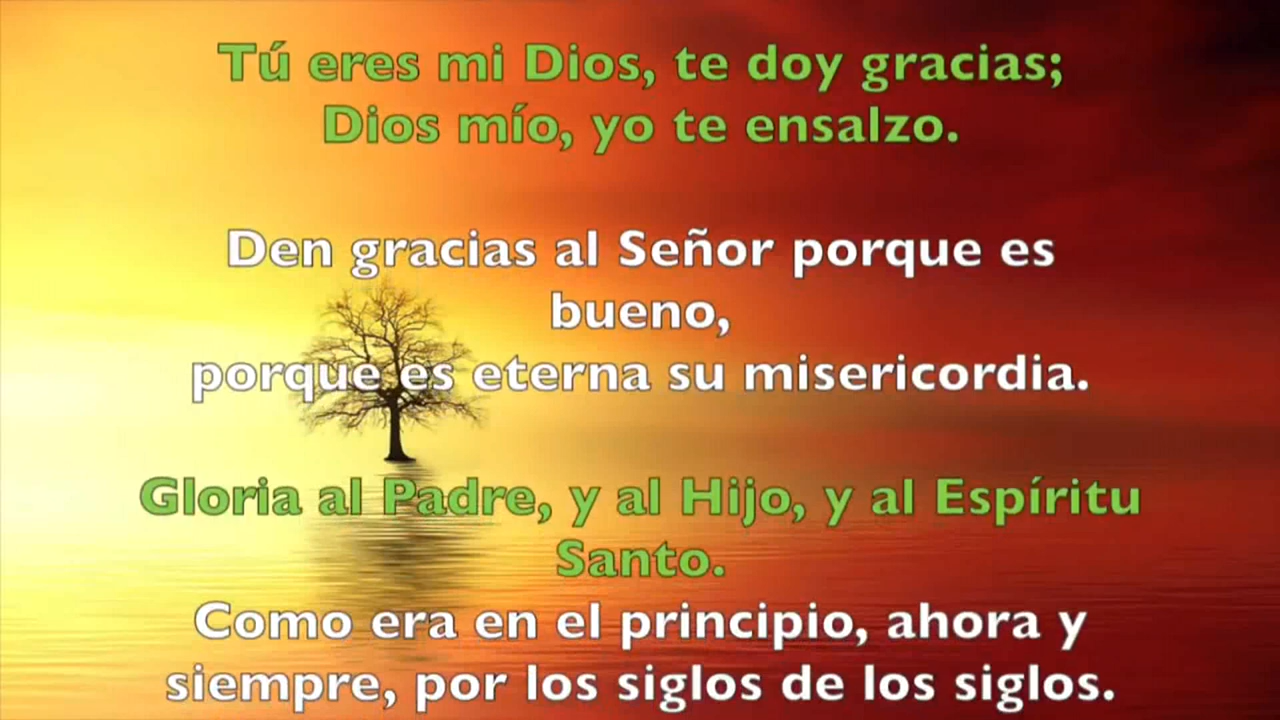 Tú eres mi Dios, te doy gracias;
Dios mío, yo te ensalzo.
Den gracias al Señor porque es
bueno,
porque es eterna su misericordia.
Gloria al Padre, y al Hijo, y al Espíritu
Santo.
Como era en el principio, ahora y
siempre, por los siglos de los siglos.